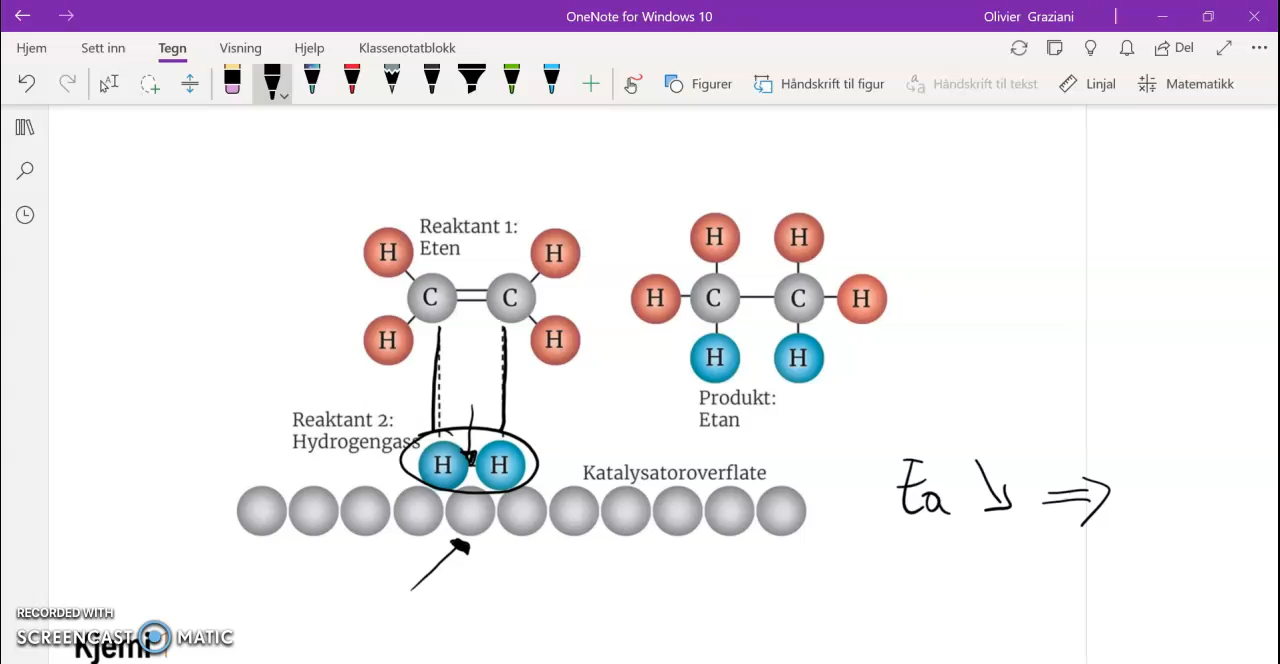 OneNote for Windows 10
Olivier Graziani
Hjem Sett inn Tegn Visning Hjelp Klassenotatblokk
Del
Figurer Håndskrift til figur Håndskrift til tekst Linjal Matematikk
Reaktant 1:
Eten
H H
C C
H H
H H
H C C H
H H
Produkt:
Etan
Reaktant 2:
Hydrogengass
H H
Katalysatoroverflate
Ea ↘ ⇒
RECORDED WITH
SCREENCAST MATIC
Kjemi